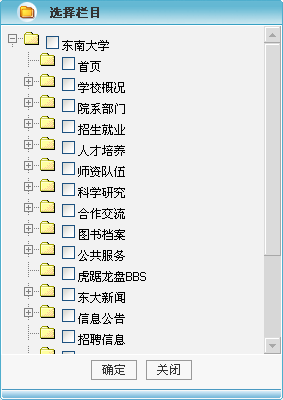 选择栏目
东南大学
首页
学校概况
院系部门
招生就业
人才培养
师资队伍
科学研究
合作交流
图书档案
公共服务
虎踞龙盘BBS
东大新闻
信息公告
招聘信息
确定 关闭